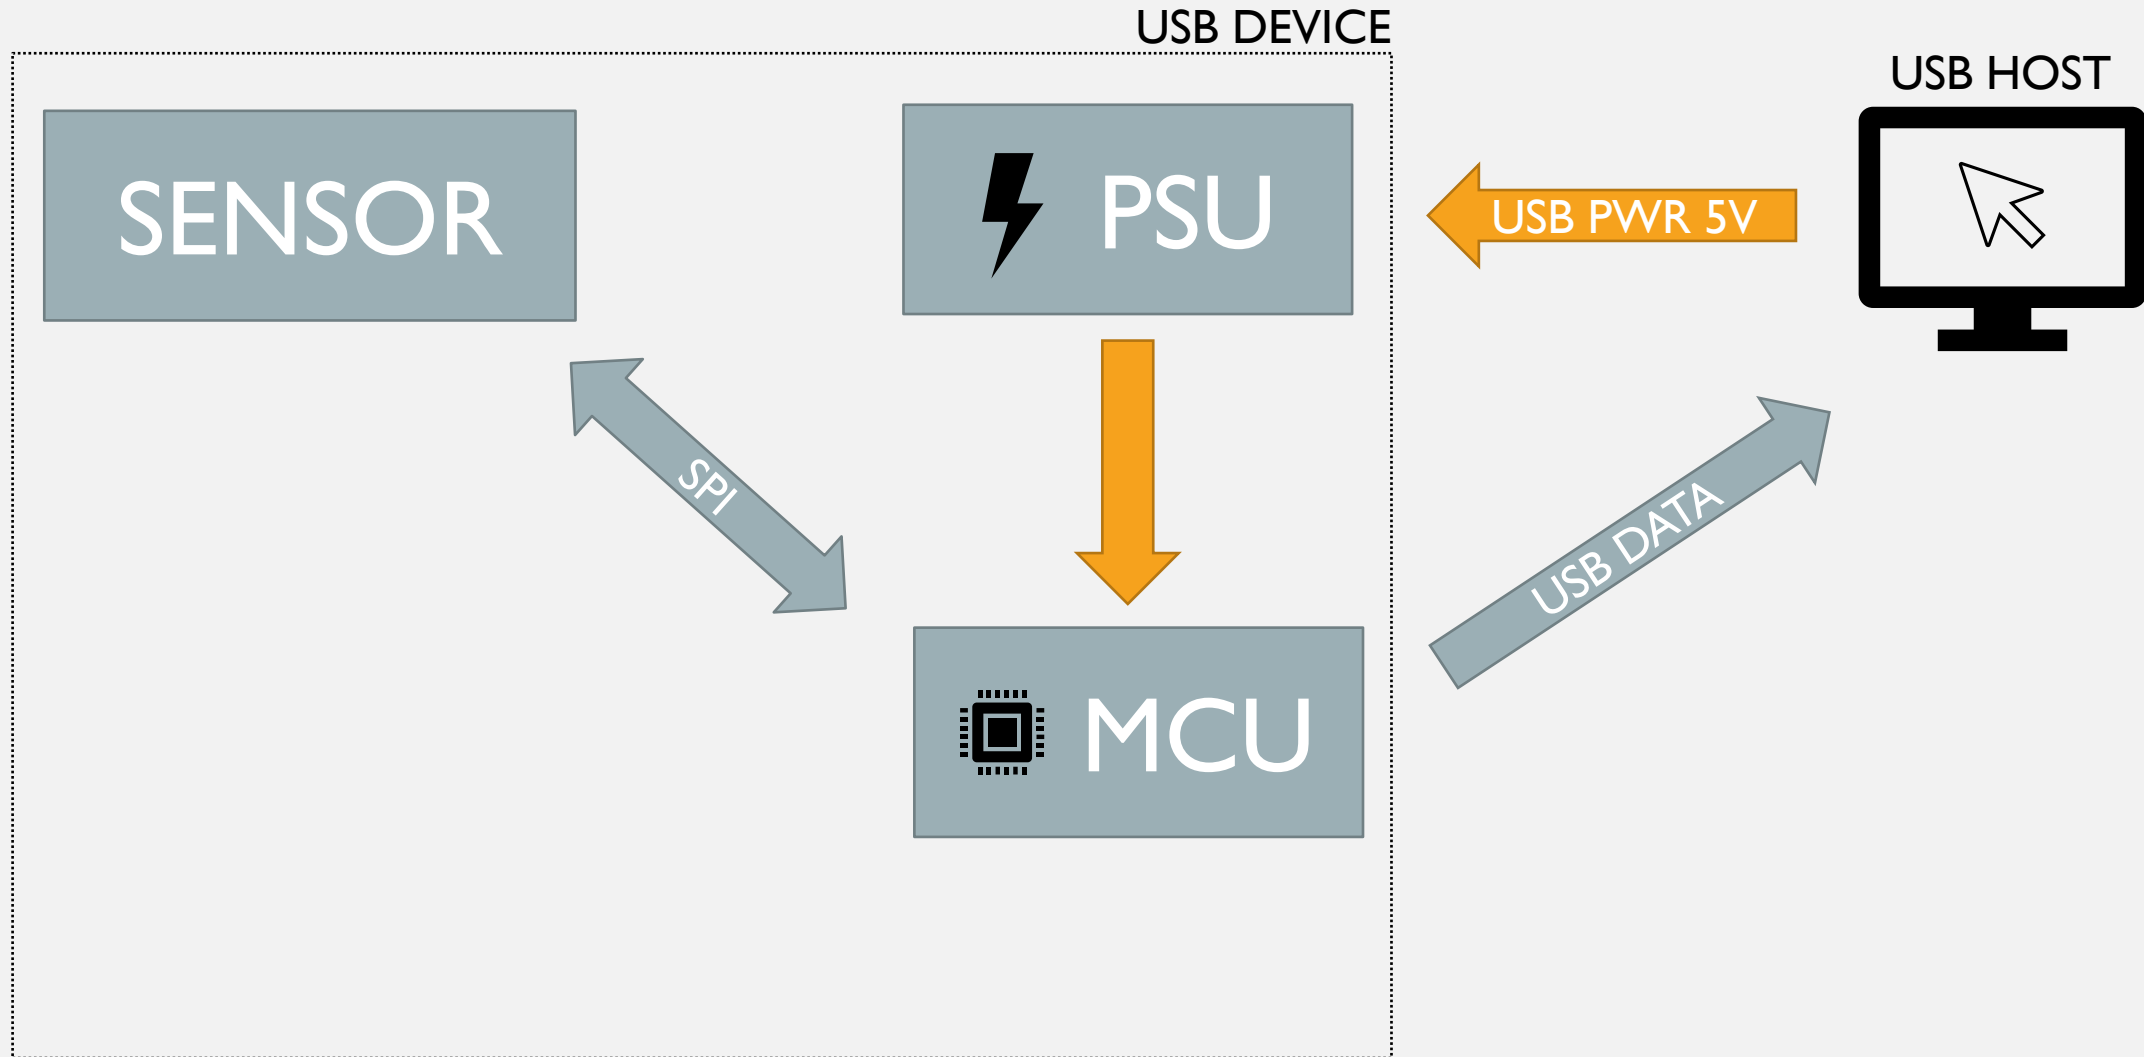 USB DEVICE
USB HOST
SENSOR
PSU
USB PWR 5V
SPI
USB DATA
MCU